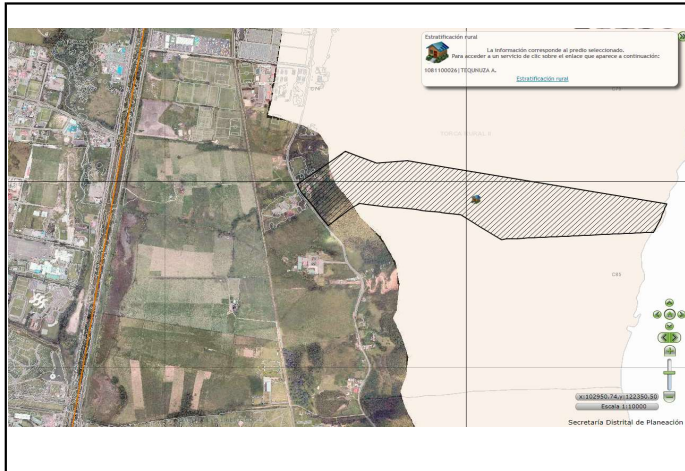 Estratificación rural
La información corresponde al predio seleccionado.
Para acceder a un servicio de clic sobre el enlace que aparece a continuación:
1081100026| TEQUNUZA A.
Estratificación rural
x:102950.74,y:122350.50
Escala 1:10000
Secretaría Distrital de Planeación